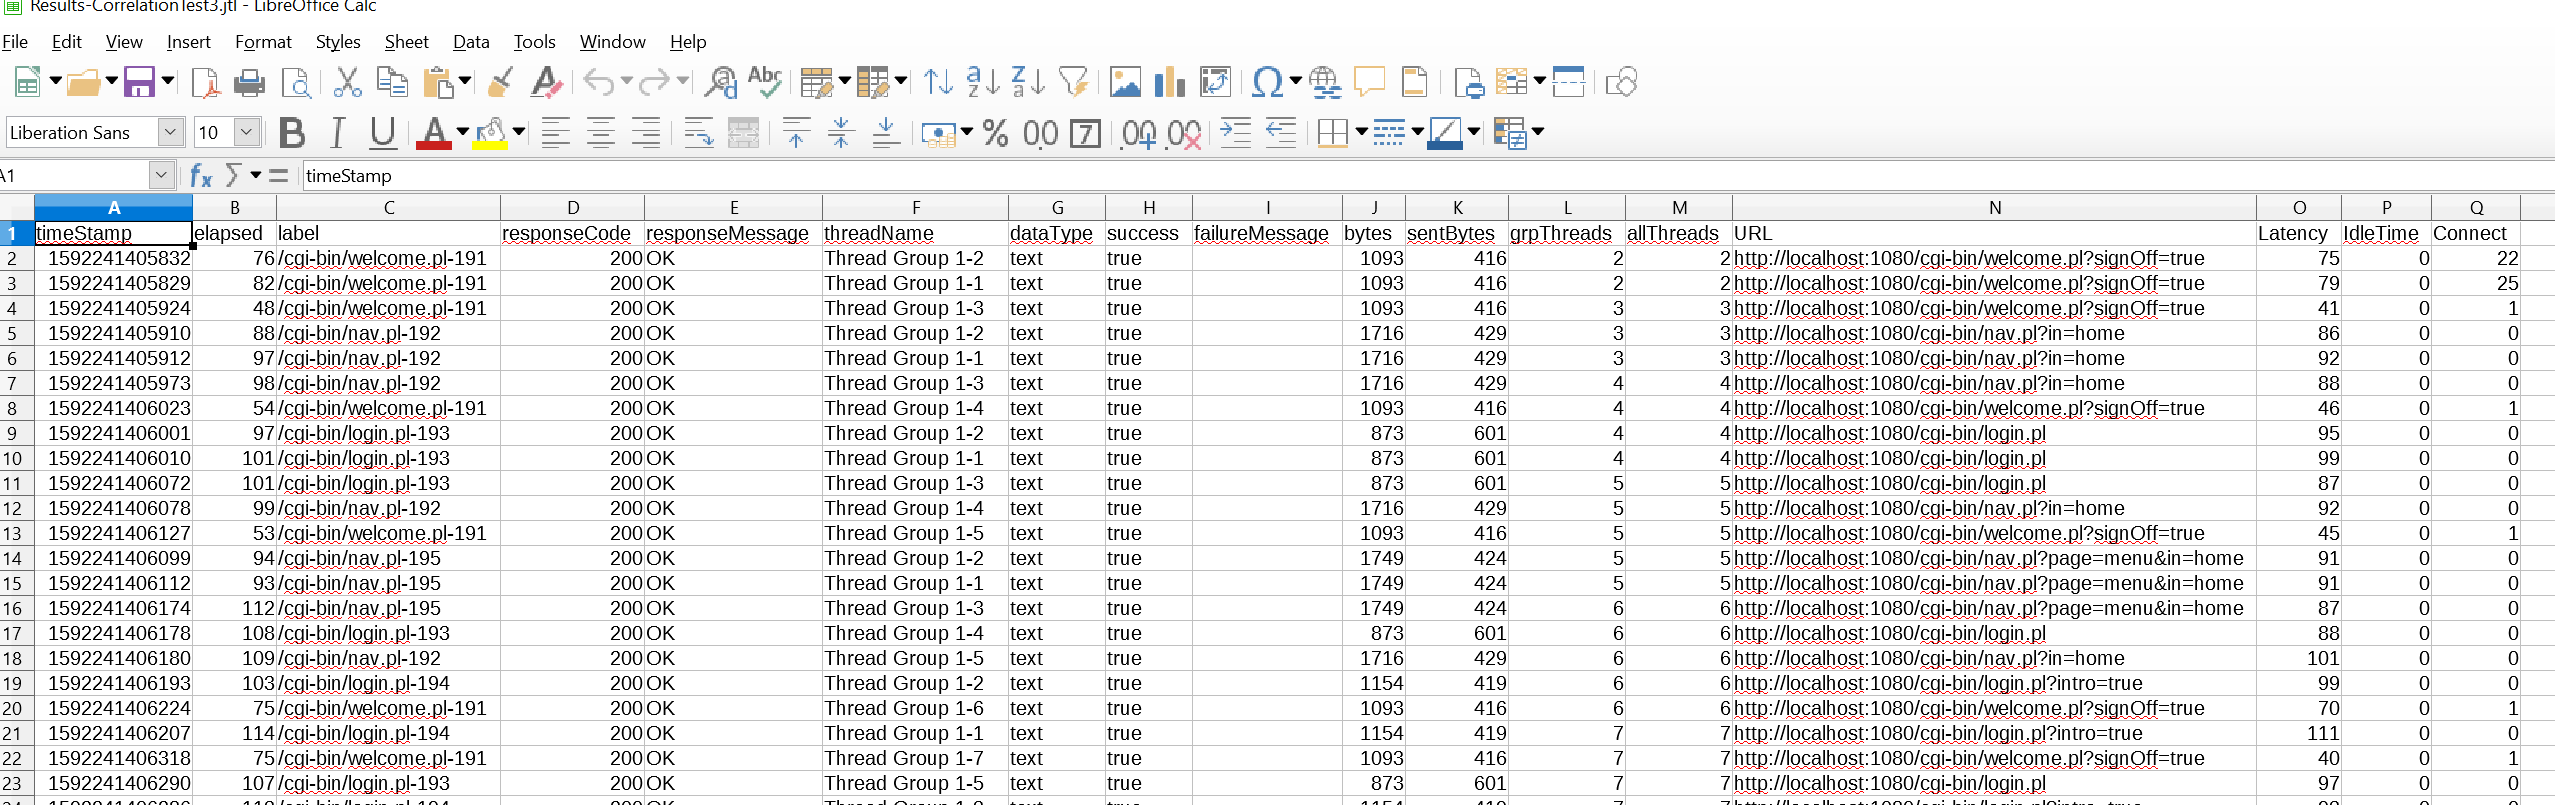 Results-CorrelationTest3.jtl - LibreOffice Calc
File Edit View Insert Format Styles Sheet Data Tools Window Help
Liberation Sans 10
A1 timeStamp
A B C D E F G H I J K L M N O P Q
1 timeStamp elapsed label responseCode responseMessage threadName dataType success failureMessage bytes sentBytes grpThreads allThreads URL Latency IdleTime Connect
2 1592241405832 76 /cgi-bin/welcome.pl-191 200 OK Thread Group 1-2 text true 1093 416 2 2 http://localhost:1080/cgi-bin/welcome.pl?signOff=true 75 0 22
3 1592241405829 82 /cgi-bin/welcome.pl-191 200 OK Thread Group 1-1 text true 1093 416 2 2 http://localhost:1080/cgi-bin/welcome.pl?signOff=true 79 0 25
4 1592241405924 48 /cgi-bin/welcome.pl-191 200 OK Thread Group 1-3 text true 1093 416 3 3 http://localhost:1080/cgi-bin/welcome.pl?signOff=true 41 0 1
5 1592241405910 88 /cgi-bin/nav.pl-192 200 OK Thread Group 1-2 text true 1716 429 3 3 http://localhost:1080/cgi-bin/nav.pl?in=home 86 0 0
6 1592241405912 97 /cgi-bin/nav.pl-192 200 OK Thread Group 1-1 text true 1716 429 3 3 http://localhost:1080/cgi-bin/nav.pl?in=home 92 0 0
7 1592241405973 98 /cgi-bin/nav.pl-192 200 OK Thread Group 1-3 text true 1716 429 4 4 http://localhost:1080/cgi-bin/nav.pl?in=home 88 0 0
8 1592241406023 54 /cgi-bin/welcome.pl-191 200 OK Thread Group 1-4 text true 1093 416 4 4 http://localhost:1080/cgi-bin/welcome.pl?signOff=true 46 0 1
9 1592241406001 97 /cgi-bin/login.pl-193 200 OK Thread Group 1-2 text true 873 601 4 4 http://localhost:1080/cgi-bin/login.pl 95 0 0
10 1592241406010 101 /cgi-bin/login.pl-193 200 OK Thread Group 1-1 text true 873 601 4 4 http://localhost:1080/cgi-bin/login.pl 99 0 0
11 1592241406072 101 /cgi-bin/login.pl-193 200 OK Thread Group 1-3 text true 873 601 5 5 http://localhost:1080/cgi-bin/login.pl 87 0 0
12 1592241406078 99 /cgi-bin/nav.pl-192 200 OK Thread Group 1-4 text true 1716 429 5 5 http://localhost:1080/cgi-bin/nav.pl?in=home 92 0 0
13 1592241406127 53 /cgi-bin/welcome.pl-191 200 OK Thread Group 1-5 text true 1093 416 5 5 http://localhost:1080/cgi-bin/welcome.pl?signOff=true 45 0 1
14 1592241406099 94 /cgi-bin/nav.pl-195 200 OK Thread Group 1-2 text true 1749 424 5 5 http://localhost:1080/cgi-bin/nav.pl?page=menu&in=home 91 0 0
15 1592241406112 93 /cgi-bin/nav.pl-195 200 OK Thread Group 1-1 text true 1749 424 5 5 http://localhost:1080/cgi-bin/nav.pl?page=menu&in=home 91 0 0
16 1592241406174 112 /cgi-bin/nav.pl-195 200 OK Thread Group 1-3 text true 1749 424 6 6 http://localhost:1080/cgi-bin/nav.pl?page=menu&in=home 87 0 0
17 1592241406178 108 /cgi-bin/login.pl-193 200 OK Thread Group 1-4 text true 873 601 6 6 http://localhost:1080/cgi-bin/login.pl 88 0 0
18 1592241406180 109 /cgi-bin/nav.pl-192 200 OK Thread Group 1-5 text true 1716 429 6 6 http://localhost:1080/cgi-bin/nav.pl?in=home 101 0 0
19 1592241406193 103 /cgi-bin/login.pl-194 200 OK Thread Group 1-2 text true 1154 419 6 6 http://localhost:1080/cgi-bin/login.pl?intro=true 99 0 0
20 1592241406224 75 /cgi-bin/welcome.pl-191 200 OK Thread Group 1-6 text true 1093 416 6 6 http://localhost:1080/cgi-bin/welcome.pl?signOff=true 70 0 1
21 1592241406207 114 /cgi-bin/login.pl-194 200 OK Thread Group 1-1 text true 1154 419 7 7 http://localhost:1080/cgi-bin/login.pl?intro=true 111 0 0
22 1592241406318 75 /cgi-bin/welcome.pl-191 200 OK Thread Group 1-7 text true 1093 416 7 7 http://localhost:1080/cgi-bin/welcome.pl?signOff=true 40 0 1
23 1592241406290 107 /cgi-bin/login.pl-193 200 OK Thread Group 1-5 text true 873 601 7 7 http://localhost:1080/cgi-bin/login.pl 97 0 0